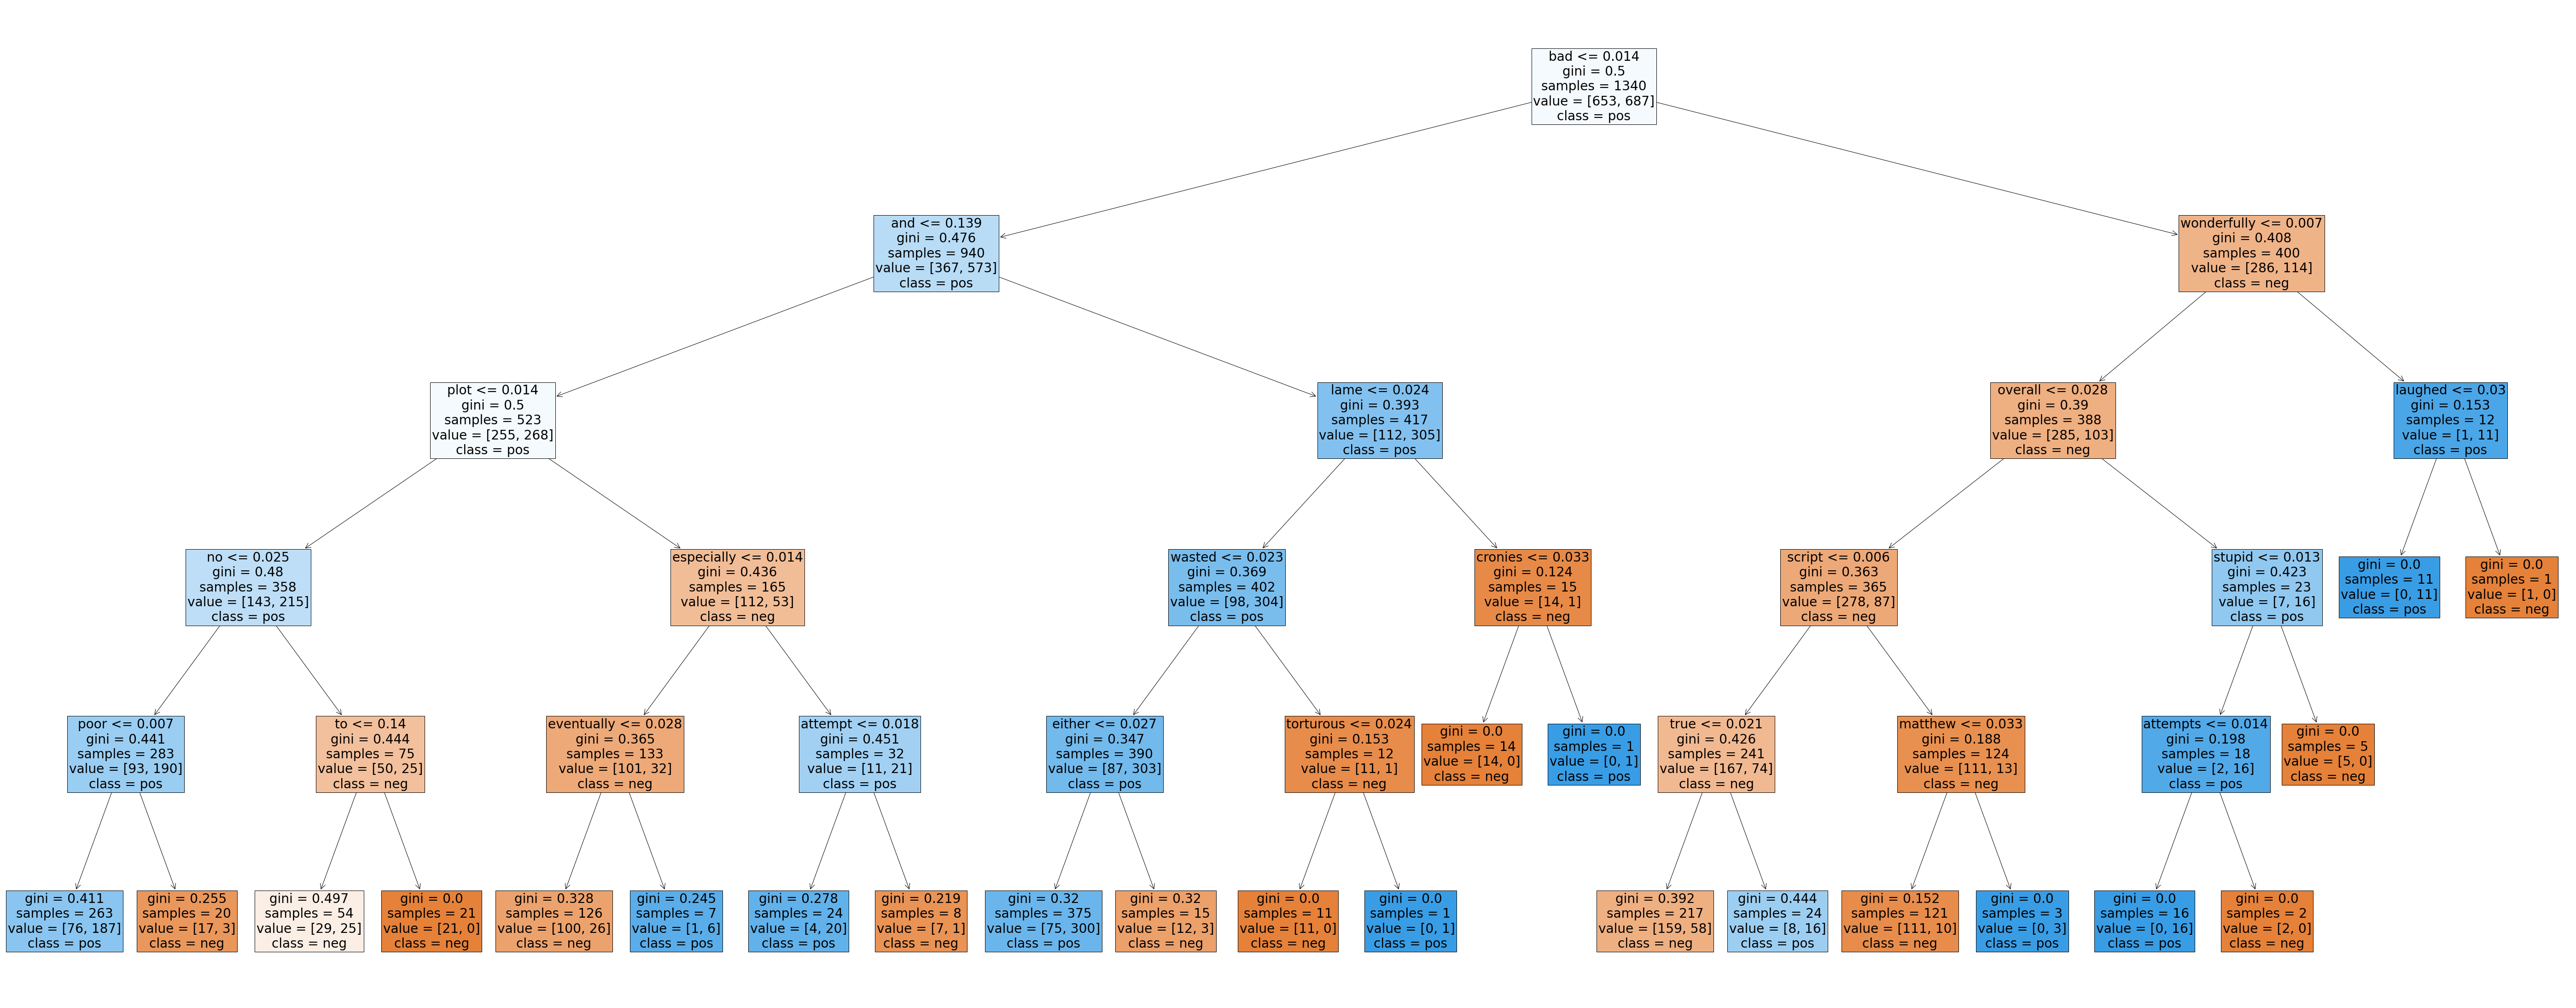 bad <= 0.014
gini = 0.5
samples = 1340
value = [653, 687]
class = pos
and <= 0.139
gini = 0.476
samples = 940
value = [367, 573]
class = pos
wonderfully <= 0.007
gini = 0.408
samples = 400
value = [286, 114]
class = neg
plot <= 0.014
gini = 0.5
samples = 523
value = [255, 268]
class = pos
lame <= 0.024
gini = 0.393
samples = 417
value = [112, 305]
class = pos
overall <= 0.028
gini = 0.39
samples = 388
value = [285, 103]
class = neg
laughed <= 0.03
gini = 0.153
samples = 12
value = [1, 11]
class = pos
no <= 0.025
gini = 0.48
samples = 358
value = [143, 215]
class = pos
especially <= 0.014
gini = 0.436
samples = 165
value = [112, 53]
class = neg
wasted <= 0.023
gini = 0.369
samples = 402
value = [98, 304]
class = pos
cronies <= 0.033
gini = 0.124
samples = 15
value = [14, 1]
class = neg
script <= 0.006
gini = 0.363
samples = 365
value = [278, 87]
class = neg
stupid <= 0.013
gini = 0.423
samples = 23
value = [7, 16]
class = pos
gini = 0.0
samples = 11
value = [0, 11]
class = pos
gini = 0.0
samples = 1
value = [1, 0]
class = neg
poor <= 0.007
gini = 0.441
samples = 283
value = [93, 190]
class = pos
to <= 0.14
gini = 0.444
samples = 75
value = [50, 25]
class = neg
eventually <= 0.028
gini = 0.365
samples = 133
value = [101, 32]
class = neg
attempt <= 0.018
gini = 0.451
samples = 32
value = [11, 21]
class = pos
either <= 0.027
gini = 0.347
samples = 390
value = [87, 303]
class = pos
torturous <= 0.024
gini = 0.153
samples = 12
value = [11, 1]
class = neg
gini = 0.0
samples = 14
value = [14, 0]
class = neg
gini = 0.0
samples = 1
value = [0, 1]
class = pos
true <= 0.021
gini = 0.426
samples = 241
value = [167, 74]
class = neg
matthew <= 0.033
gini = 0.188
samples = 124
value = [111, 13]
class = neg
attempts <= 0.014
gini = 0.198
samples = 18
value = [2, 16]
class = pos
gini = 0.0
samples = 5
value = [5, 0]
class = neg
gini = 0.411
samples = 263
value = [76, 187]
class = pos
gini = 0.255
samples = 20
value = [17, 3]
class = neg
gini = 0.497
samples = 54
value = [29, 25]
class = neg
gini = 0.0
samples = 21
value = [21, 0]
class = neg
gini = 0.328
samples = 126
value = [100, 26]
class = neg
gini = 0.245
samples = 7
value = [1, 6]
class = pos
gini = 0.278
samples = 24
value = [4, 20]
class = pos
gini = 0.219
samples = 8
value = [7, 1]
class = neg
gini = 0.32
samples = 375
value = [75, 300]
class = pos
gini = 0.32
samples = 15
value = [12, 3]
class = neg
gini = 0.0
samples = 11
value = [11, 0]
class = neg
gini = 0.0
samples = 1
value = [0, 1]
class = pos
gini = 0.392
samples = 217
value = [159, 58]
class = neg
gini = 0.444
samples = 24
value = [8, 16]
class = pos
gini = 0.152
samples = 121
value = [111, 10]
class = neg
gini = 0.0
samples = 3
value = [0, 3]
class = pos
gini = 0.0
samples = 16
value = [0, 16]
class = pos
gini = 0.0
samples = 2
value = [2, 0]
class = neg